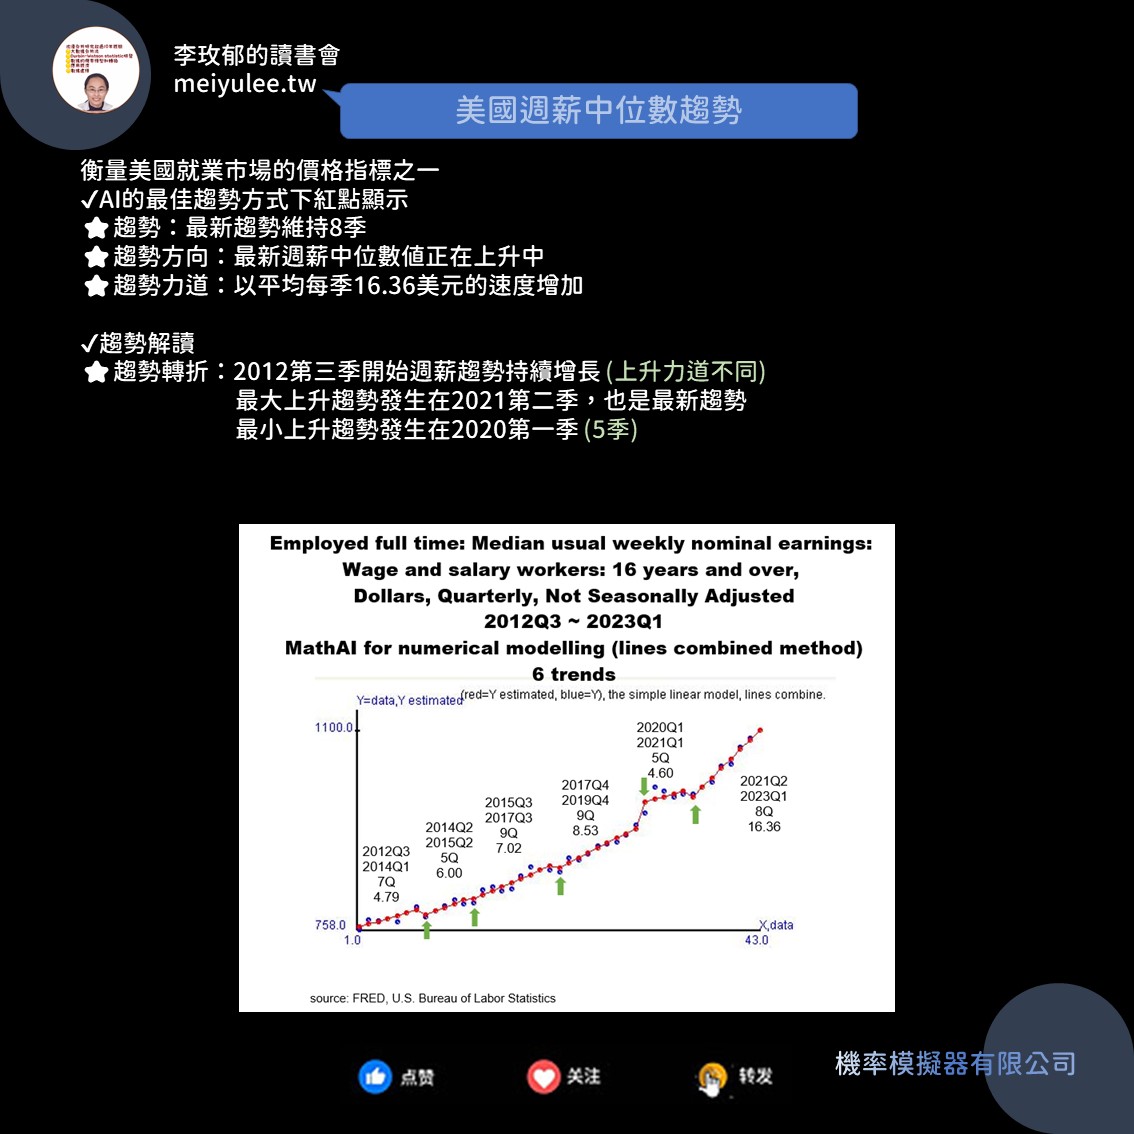 李玫郁的讀書會
meiyulee.tw
美國週薪中位數趨勢
衡量美國就業市場的價格指標之一
✓AI的最佳趨勢方式下紅點顯示
★趨勢：最新趨勢維持8季
★趨勢方向：最新週薪中位數值正在上升中
★趨勢力道：以平均每季16.36美元的速度增加
✓趨勢解讀
★趨勢轉折：2012第三季開始週薪趨勢持續增長 (上升力道不同)
最大上升趨勢發生在2021第二季，也是最新趨勢
最小上升趨勢發生在2020第一季 (5季)
Employed full time: Median usual weekly nominal earnings:
Wage and salary workers: 16 years and over,
Dollars, Quarterly, Not Seasonally Adjusted
2012Q3 ~ 2023Q1
MathAI for numerical modelling (lines combined method)
6 trends
(red=Y estimated, blue=Y), the simple linear model, lines combine.
Y=data,Y estimated
1100.0
758.0
1.0
43.0
X,data
2012Q3
2014Q1
7Q
4.79
2014Q2
2015Q2
5Q
6.00
2015Q3
2017Q3
9Q
7.02
2017Q4
2019Q4
9Q
8.53
2020Q1
2021Q1
5Q
4.60
2021Q2
2023Q1
8Q
16.36
source: FRED, U.S. Bureau of Labor Statistics
点赞
关注
转发
機率模擬器有限公司